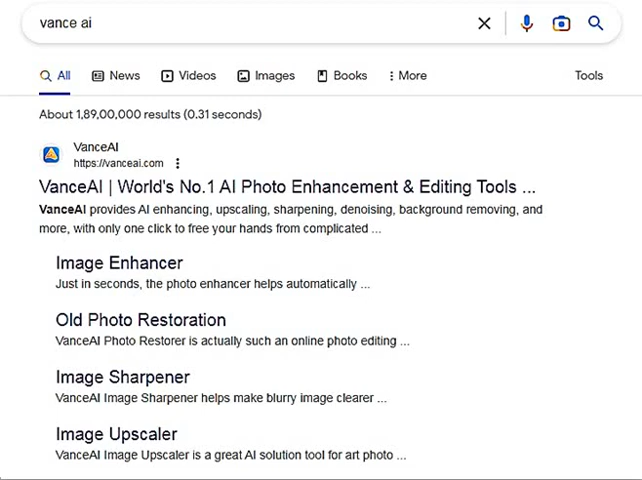 vance ai
All News Videos Images Books More Tools
About 1,89,00,000 results (0.31 seconds)
VanceAI
https://vanceai.com
VanceAI | World's No.1 AI Photo Enhancement & Editing Tools ...
VanceAI provides AI enhancing, upscaling, sharpening, denoising, background removing, and
more, with only one click to free your hands from complicated ...
Image Enhancer
Just in seconds, the photo enhancer helps automatically ...
Old Photo Restoration
VanceAI Photo Restorer is actually such an online photo editing ...
Image Sharpener
VanceAI Image Sharpener helps make blurry image clearer ...
Image Upscaler
VanceAI Image Upscaler is a great AI solution tool for art photo ...